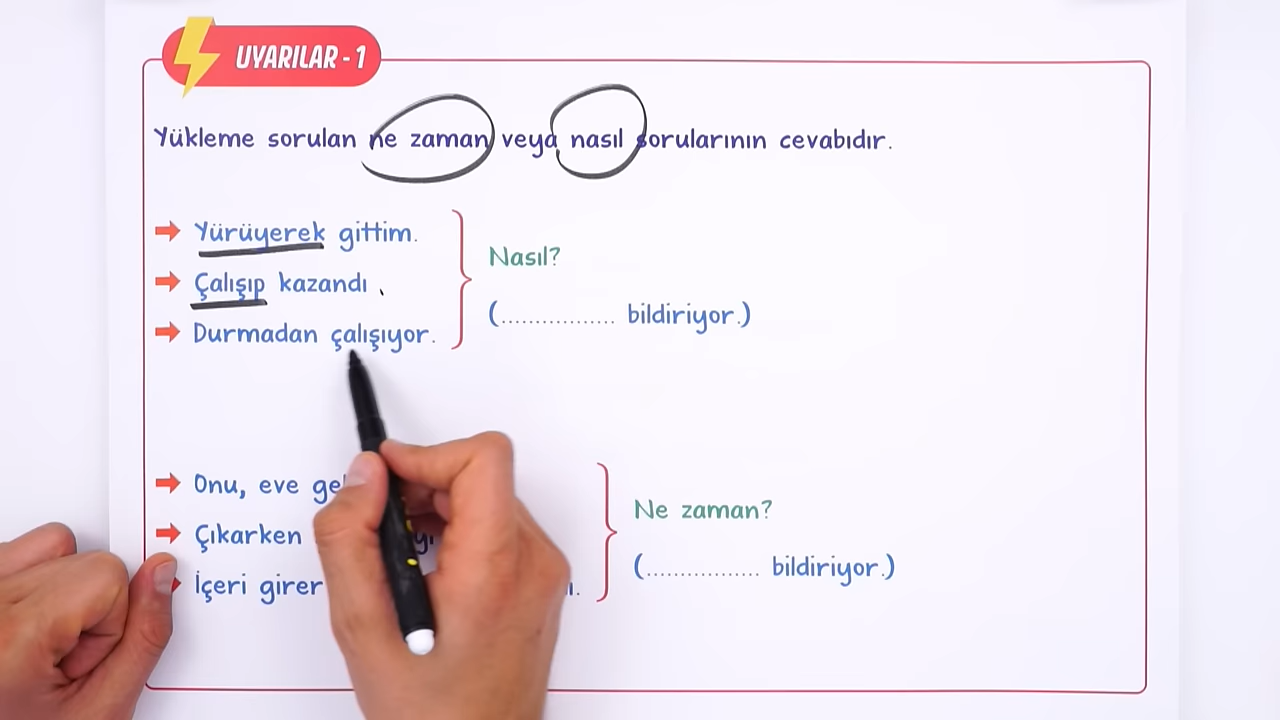 UYARILAR - 1
Yükleme sorulan ne zaman veya nasıl sorularının cevabıdır.
Yürüyerek gittim.
Çalışıp kazandı.
Durmadan çalışıyor.
Nasıl?
(................. bildiriyor.)
Onu, eve
Çıkarken
İçeri
Ne zaman?
(................. bildiriyor.)